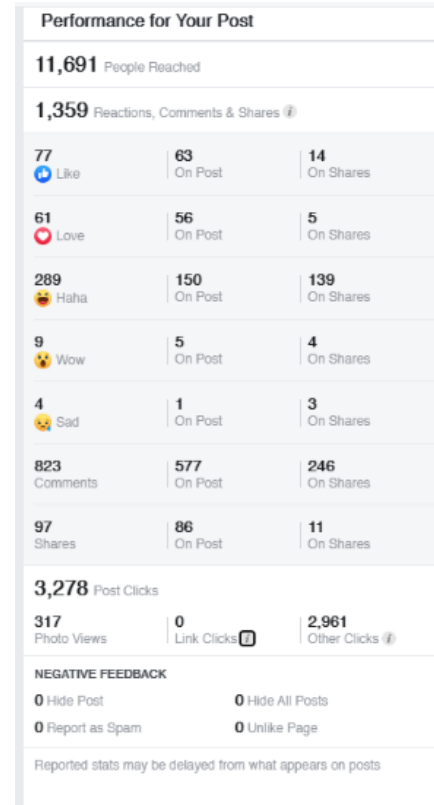 Performance for Your Post
11,691 People Reached
1,359 Reactions, Comments & Shares i
77 63 14
Like On Post On Shares
61 56 5
Love On Post On Shares
289 150 139
Haha On Post On Shares
9 5 4
Wow On Post On Shares
4 1 3
Sad On Post On Shares
823 577 246
Comments On Post On Shares
97 86 11
Shares On Post On Shares
3,278 Post Clicks
317 0 2,961
Photo Views Link Clicks i Other Clicks i
NEGATIVE FEEDBACK
0 Hide Post 0 Hide All Posts
0 Report as Spam 0 Unlike Page
Reported stats may be delayed from what appears on posts